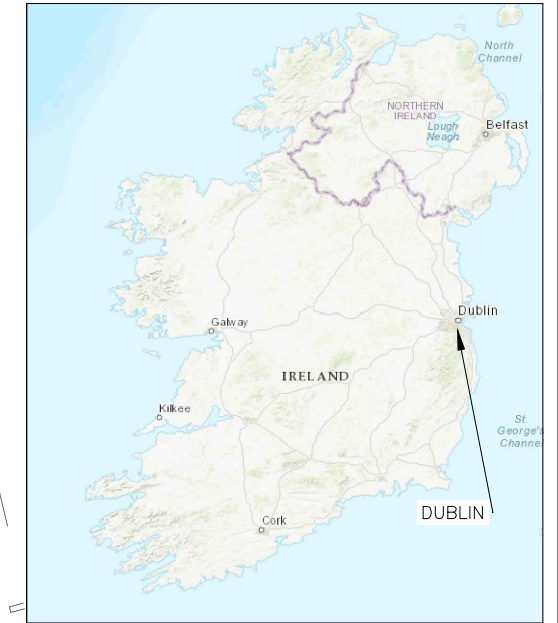 North
Channel
NORTHERN
IRELAND
Lough
Neagh
Belfast
Dublin
Galway
IRELAND
Kilkee
St.
George's
Channel
DUBLIN
Cork